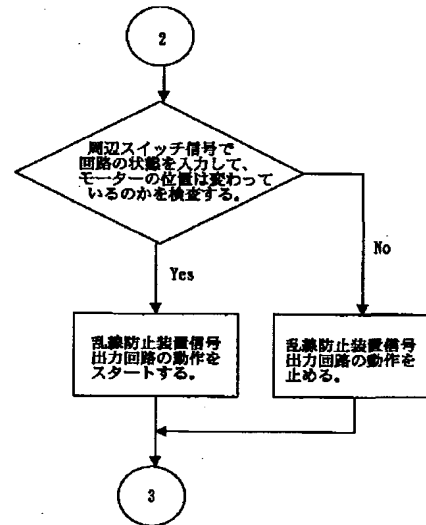 2
周辺スイッチ信号で
回路の状態を入力して、
モーターの位置は変わって
いるのかを検査する。
Yes
No
乱線防止装置信号
出力回路の動作を
スタートする。
乱線防止装置信号
出力回路の動作を
止める。
3